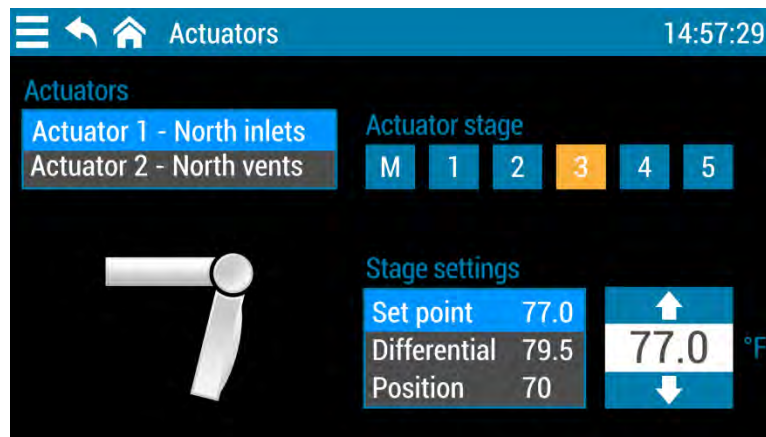 Actuators 14:57:29
Actuators
Actuator 1 - North inlets
Actuator 2 - North vents
Actuator stage
M 1 2 3 4 5
Stage settings
Set point 77.0
Differential 79.5
Position 70
77.0 °F